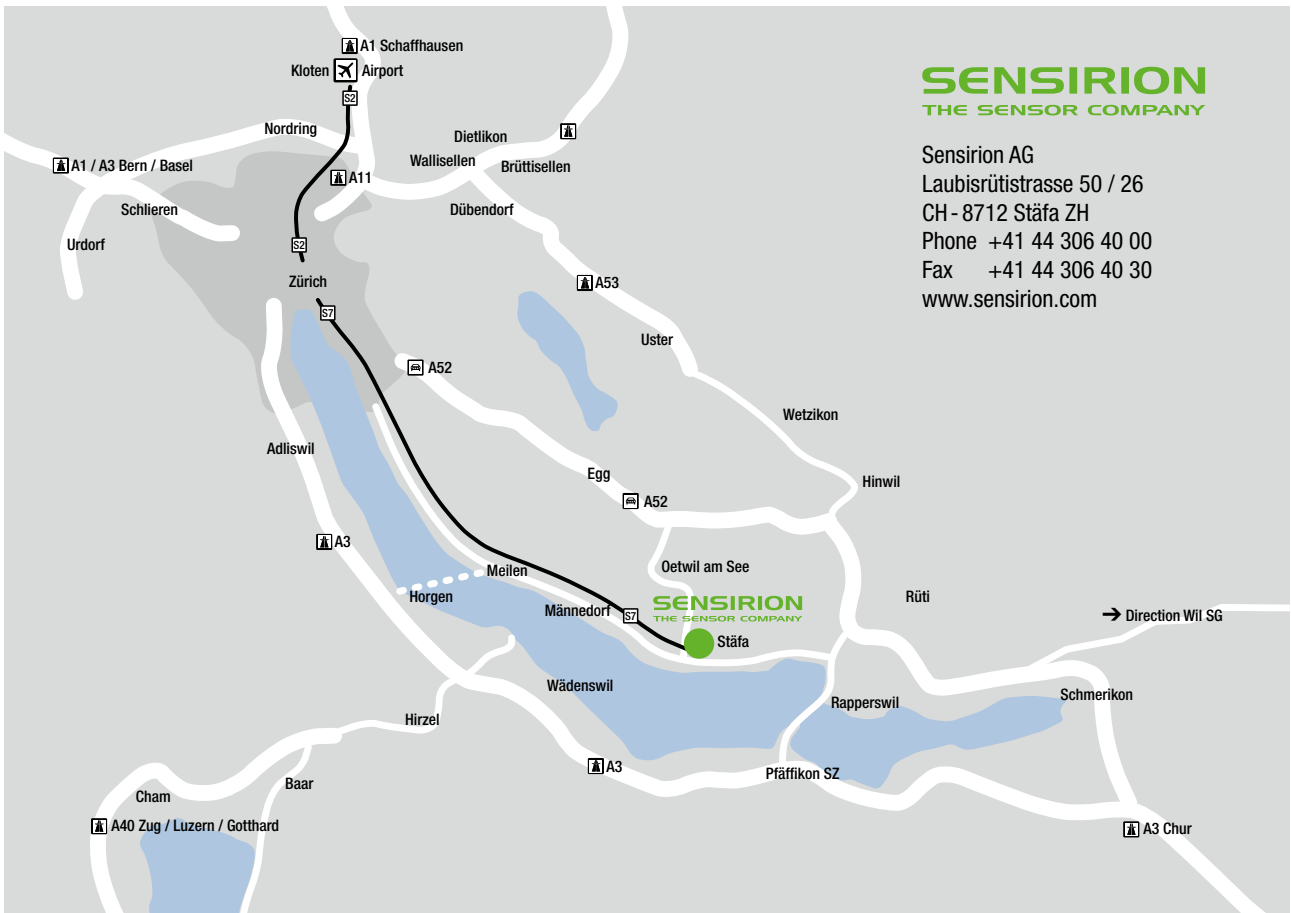 A1 Schaffhausen
Kloten Airport
S2
Nordring
Dietlikon
Wallisellen Brüttisellen
A1 / A3 Bern / Basel
A11
Schlieren
Dübendorf
Urdorf
S2
Zürich
A53
S7
Uster
A52
Wetzikon
Adliswil
Egg
Hinwil
A52
A3
Oetwil am See
Meilen
Horgen
Männedorf
S7
SENSIRION
THE SENSOR COMPANY
Stäfa
Rüti
➔ Direction Wil SG
Wädenswil
Rapperswil
Schmerikon
Hirzel
A3
Pfäffikon SZ
Baar
Cham
A40 Zug / Luzern / Gotthard
A3 Chur
SENSIRION
THE SENSOR COMPANY
Sensirion AG
Laubisrütistrasse 50 / 26
CH - 8712 Stäfa ZH
Phone +41 44 306 40 00
Fax +41 44 306 40 30
www.sensirion.com